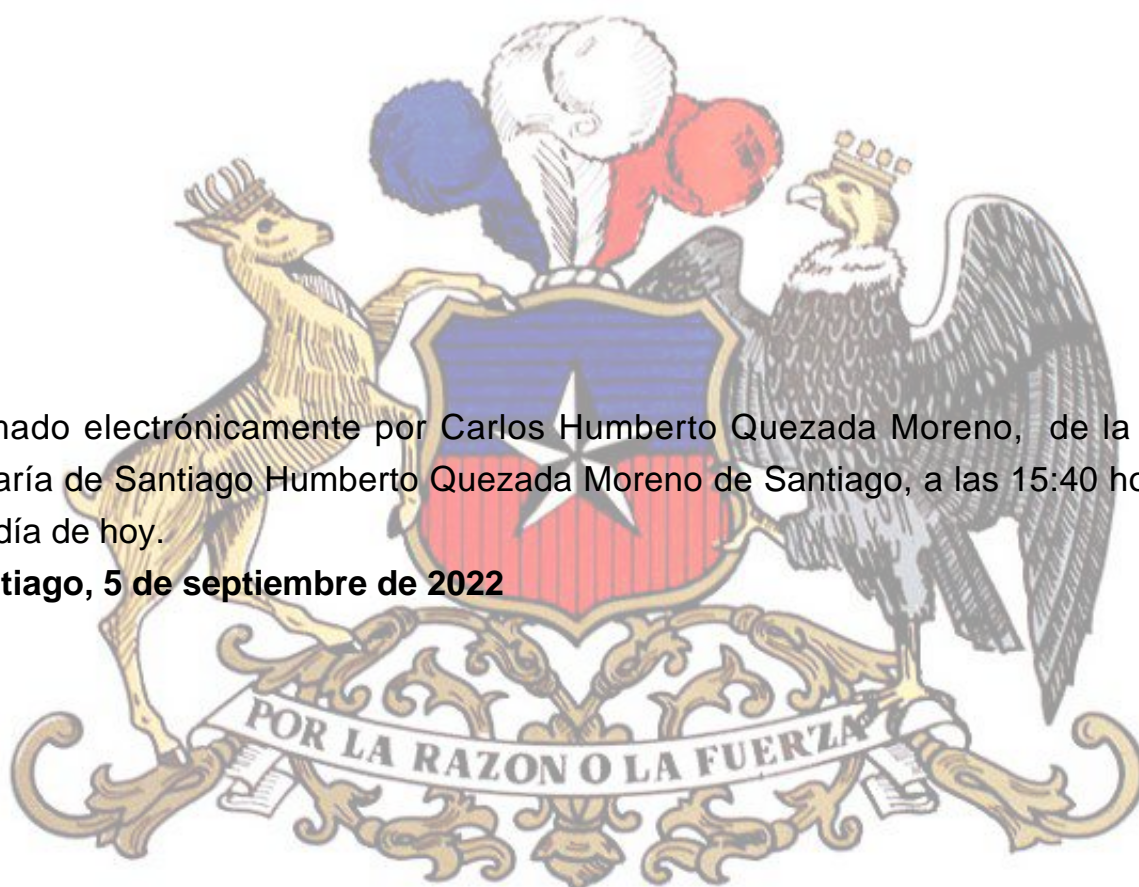 nado electrónicamente por Carlos Humberto Quezada Moreno, de la
aría de Santiago Humberto Quezada Moreno de Santiago, a las 15:40 ho
día de hoy.
tiago, 5 de septiembre de 2022
POR LA RAZON O LA FUERZA